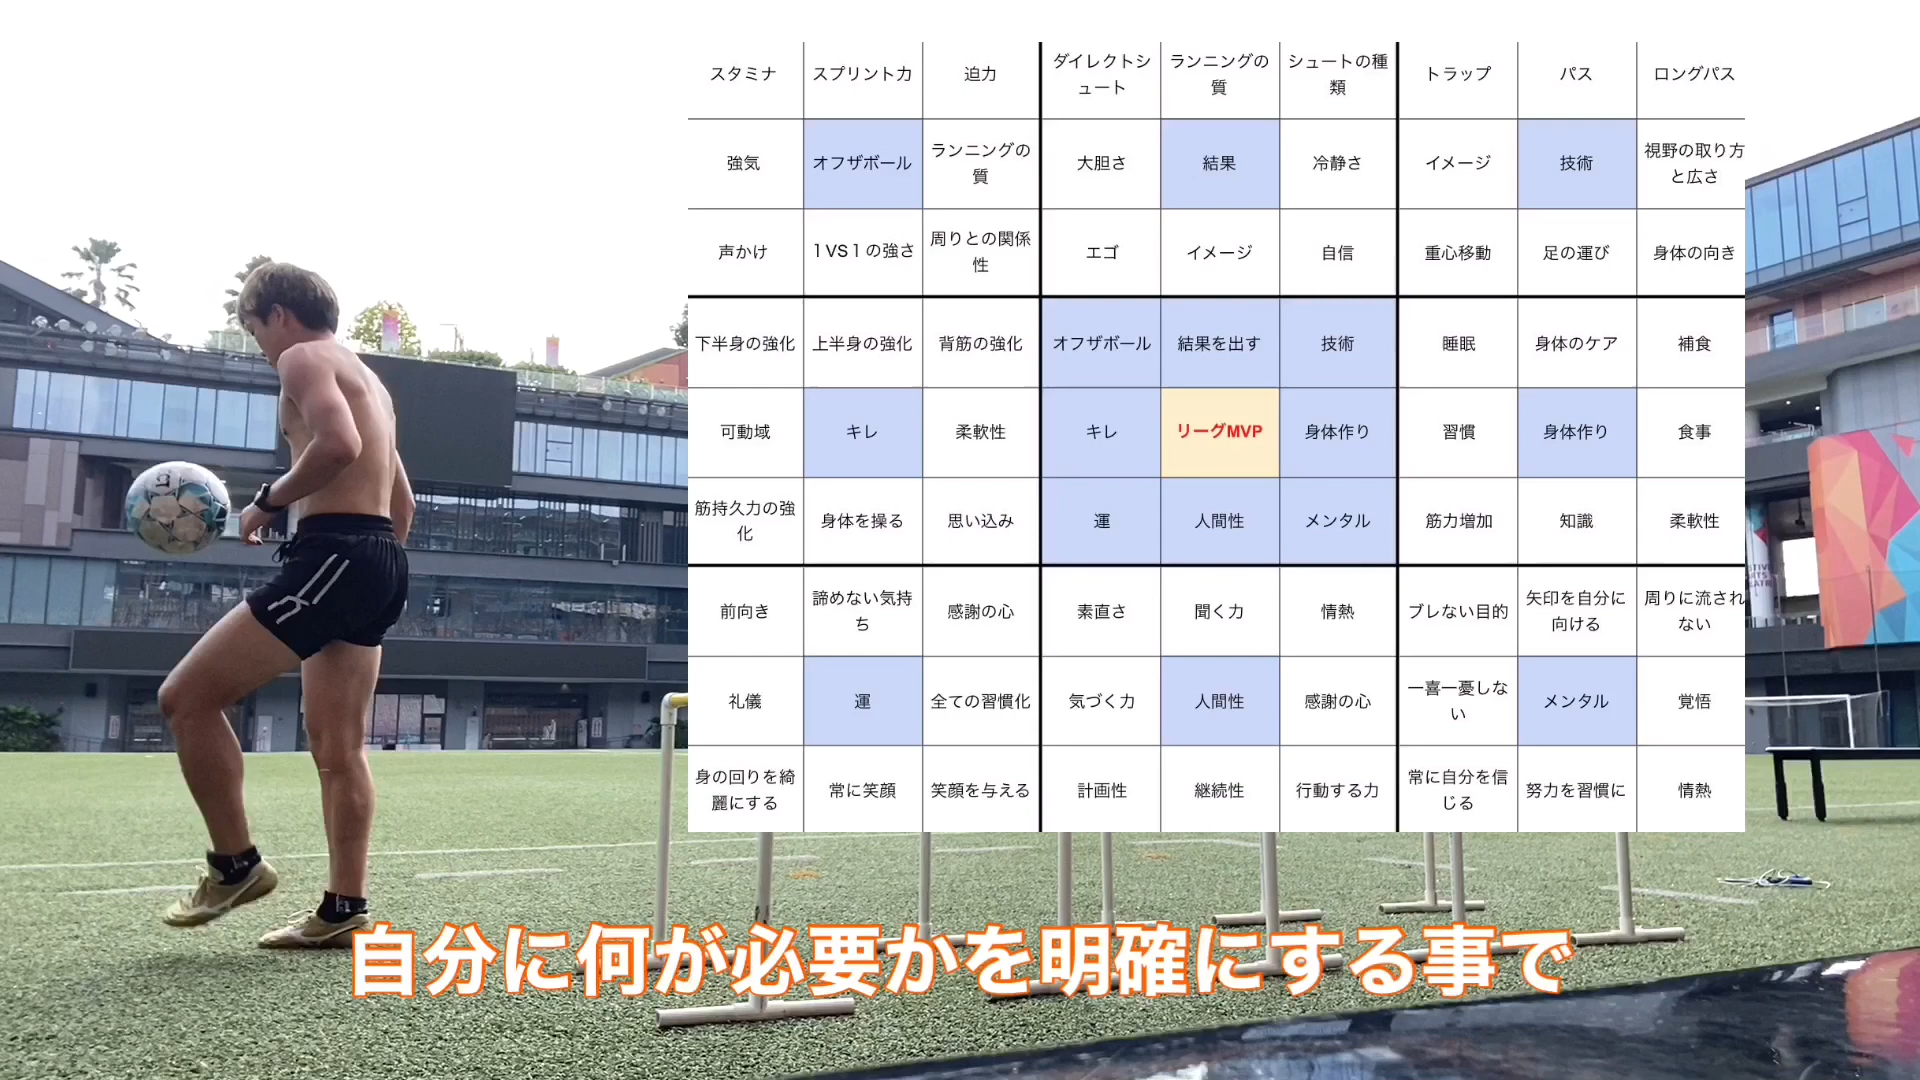 スタミナ
スプリント力
迫力
ダイレクトシ
ュート
ランニングの
質
シュートの種
類
トラップ
パス
ロングパス
強気
オフザボール
ランニングの
質
大胆さ
結果
冷静さ
イメージ
技術
視野の取り方
と広さ
声かけ
1 VS 1 の強さ
周りとの関係
性
エゴ
イメージ
自信
重心移動
足の運び
身体の向き
下半身の強化
上半身の強化
背筋の強化
オフザボール
結果を出す
技術
睡眠
身体のケア
補食
可動域
キレ
柔軟性
キレ
リーグMVP
身体作り
習慣
身体作り
食事
筋持久力の強
化
身体を操る
思い込み
運
人間性
メンタル
筋力増加
知識
柔軟性
前向き
諦めない気持
ち
感謝の心
素直さ
聞く力
情熱
ブレない目的
矢印を自分に
向ける
周りに流され
ない
礼儀
運
全ての習慣化
気づく力
人間性
感謝の心
一喜一憂しな
い
メンタル
覚悟
身の回りを綺
麗にする
常に笑顔
笑顔を与える
計画性
継続性
行動する力
常に自分を信
じる
努力を習慣に
情熱
自分に何が必要かを明確にする事で